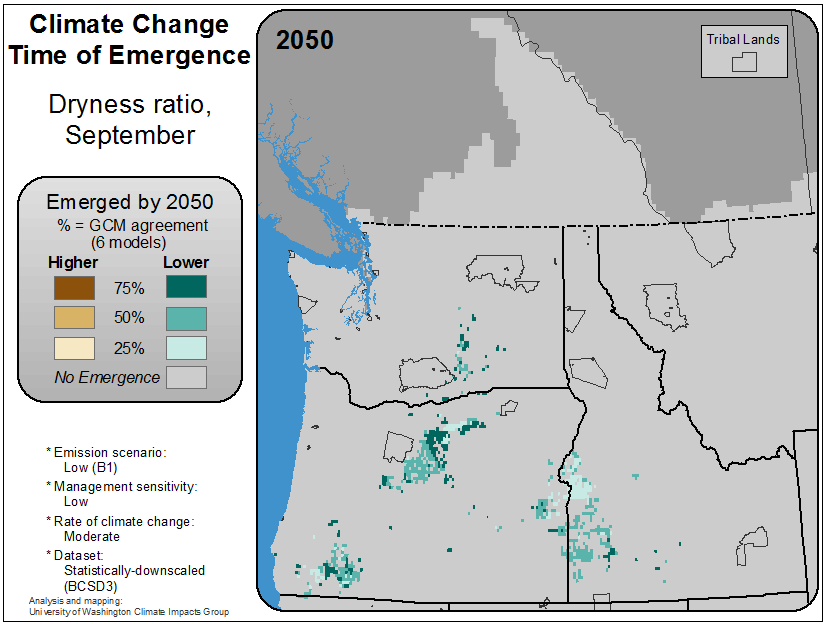 Climate Change
Time of Emergence
Dryness ratio,
September
Emerged by 2050
% = GCM agreement
(6 models)
Higher Lower
75%
50%
25%
No Emergence
* Emission scenario:
Low (B1)
* Management sensitivity:
Low
* Rate of climate change:
Moderate
* Dataset:
Statistically-downscaled
(BCSD3)
Analysis and mapping:
University of Washington Climate Impacts Group
2050
Tribal Lands